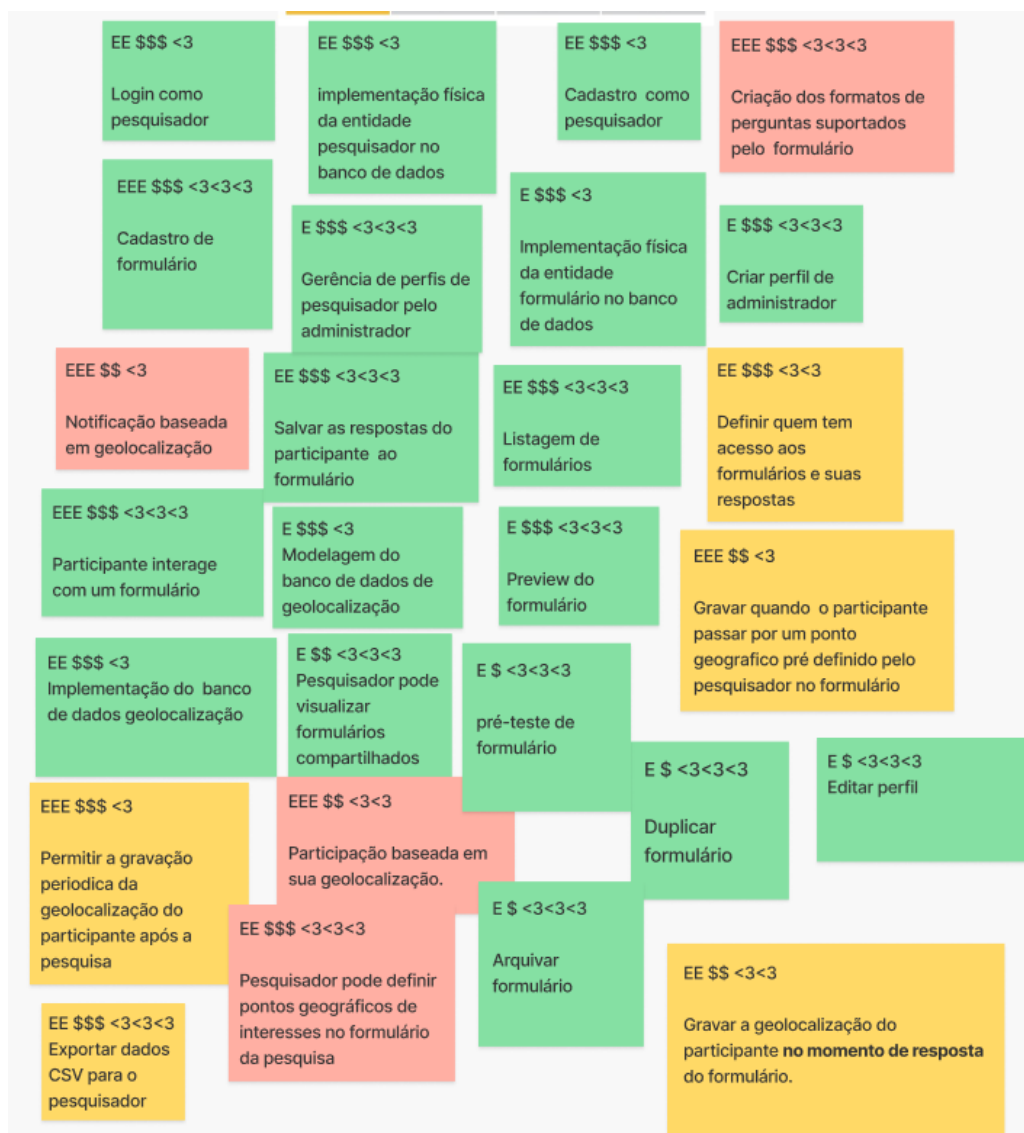 EE $$$ <3
Login como
pesquisador
EE $$$ <3
implementação física
da entidade
pesquisador no
banco de dados
EE $$$ <3
Cadastro como
pesquisador
EEE $$$ <3<3<3
Criação dos formatos de
perguntas suportados
pelo formulário
EEE $$$ <3<3<3
Cadastro de
formulário
E $$$ <3<3<3
Gerência de perfis de
pesquisador pelo
administrador
E $$$ <3
Implementação física
da entidade
formulário no banco
de dados
E $$$ <3<3<3
Criar perfil de
administrador
EEE $$ <3
Notificação baseada
em geolocalização
EE $$$ <3<3<3
Salvar as respostas do
participante ao
formulário
EE $$$ <3<3<3
Listagem de
formulários
EE $$$ <3<3
Definir quem tem
acesso aos
formulários e suas
respostas
EEE $$$ <3<3<3
Participante interage
com um formulário
E $$$ <3
Modelagem do
banco de dados de
geolocalização
E $$$ <3<3<3
Preview do
formulário
EEE $$ <3
Gravar quando o participante
passar por um ponto
geografico pré definido pelo
pesquisador no formulário
EE $$$ <3
Implementação do banco
de dados geolocalização
E $$ <3<3<3
Pesquisador pode
visualizar
formulários
compartilhados
E $ <3<3<3
pré-teste de
formulário
E $ <3<3<3
Duplicar
formulário
E $ <3<3<3
Editar perfil
EEE $$$ <3
Permitir a gravação
periodica da
geolocalização do
participante após a
pesquisa
EEE $$ <3<3
Participação baseada em
sua geolocalização.
EE $$$ <3<3<3
Pesquisador pode definir
pontos geográficos de
interesses no formulário
da pesquisa
E $ <3<3<3
Arquivar
formulário
EE $$ <3<3
Gravar a geolocalização do
participante no momento de resposta
do formulário.
EE $$$ <3<3<3
Exportar dados
CSV para o
pesquisador